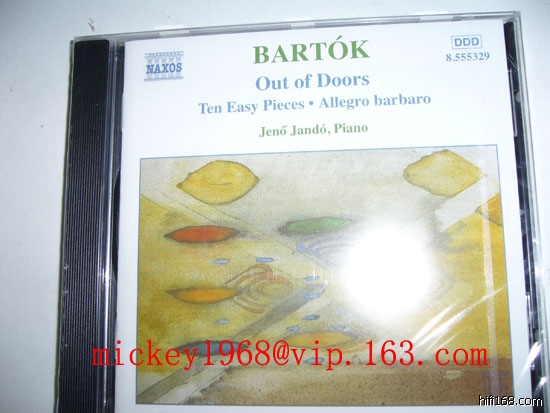 NAXOS
BARTÓK
DDD
8.555329
Out of Doors
Ten Easy Pieces • Allegro barbaro
Jenő Jandó, Piano
mickey1968@vip.163.com
hifi168.com